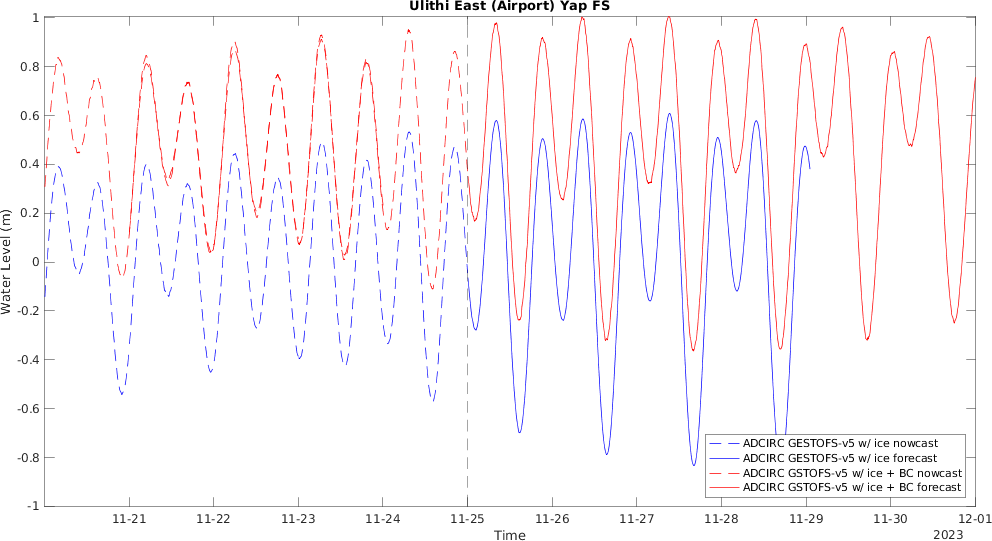 Ulithi East (Airport) Yap FS
1
0.8
0.6
0.4
0.2
0
-0.2
-0.4
-0.6
-0.8
-1
Water Level (m)
ADCIRC GESTOFS-v5 w/ ice nowcast
ADCIRC GESTOFS-v5 w/ ice forecast
ADCIRC GSTOFS-v5 w/ ice + BC nowcast
ADCIRC GSTOFS-v5 w/ ice + BC forecast
11-21 11-22 11-23 11-24 11-25 11-26 11-27 11-28 11-29 11-30 12-01
Time
2023